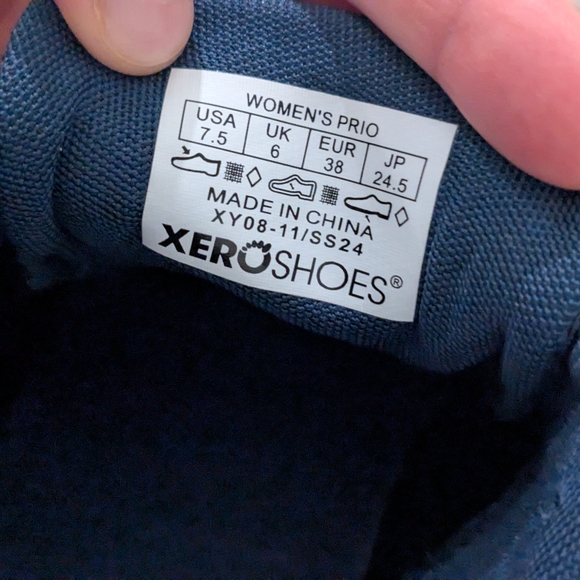 WOMEN'S PRIO
USA UK EUR JP
7.5 6 38 24.5
MADE IN CHINA
XY08-11/SS24
XEROSHOES®